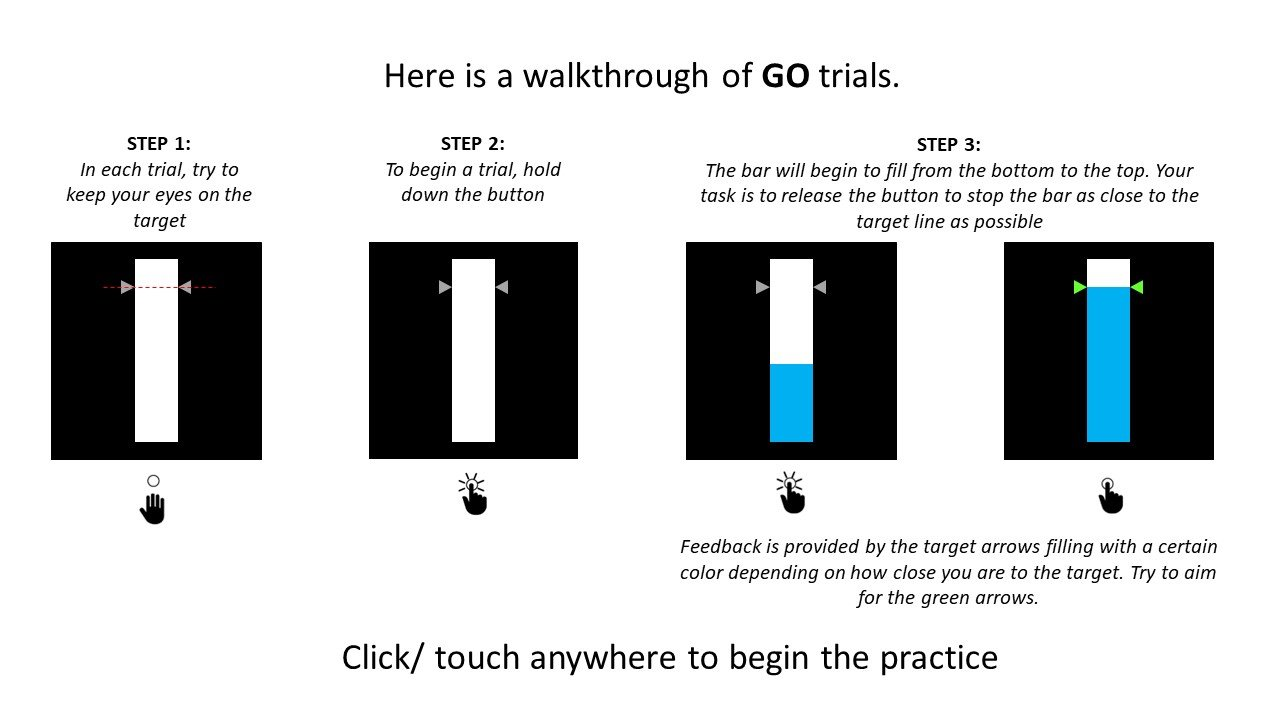 Here is a walkthrough of GO trials.
STEP 1:
In each trial, try to
keep your eyes on the
target
STEP 2:
To begin a trial, hold
down the button
STEP 3:
The bar will begin to fill from the bottom to the top. Your
task is to release the button to stop the bar as close to the
target line as possible
Feedback is provided by the target arrows filling with a certain
color depending on how close you are to the target. Try to aim
for the green arrows.
Click/ touch anywhere to begin the practice